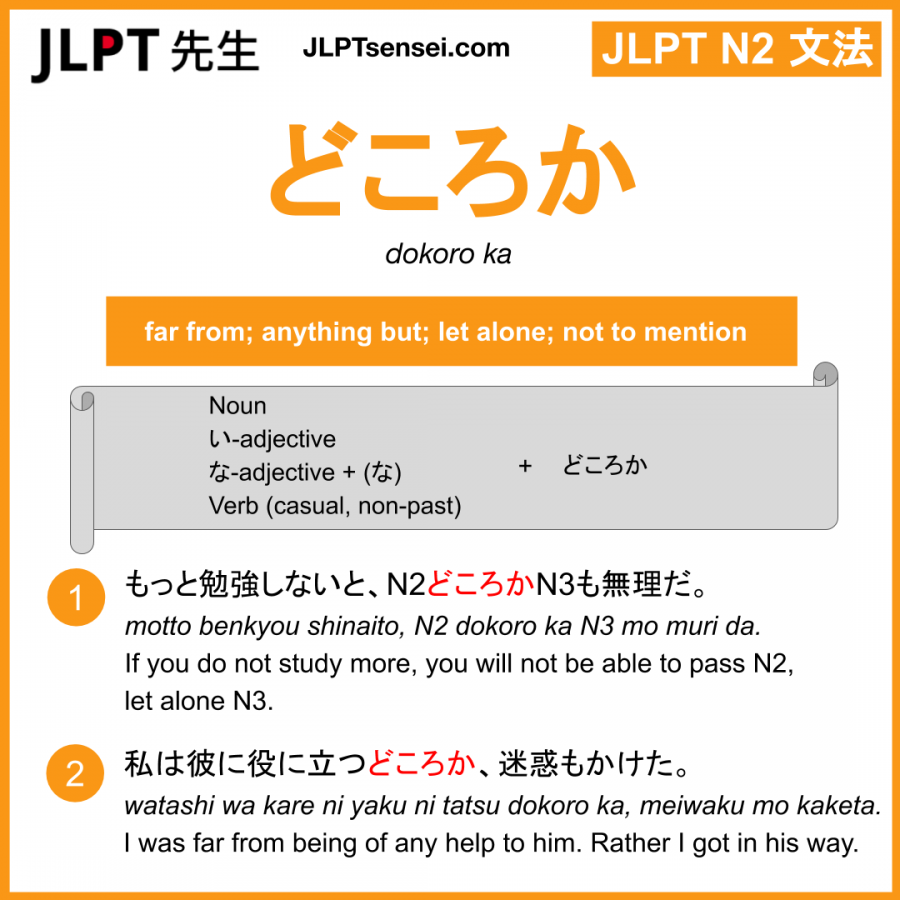 JLPT 先生
JLPTsensei.com
JLPT N2 文法
どころか
dokoro ka
far from; anything but; let alone; not to mention
Noun
い-adjective
な-adjective + (な)
Verb (casual, non-past)
+ どころか
1
もっと勉強しないと、N2どころかN3も無理だ。
motto benkyou shinaito, N2 dokoro ka N3 mo muri da.
If you do not study more, you will not be able to pass N2,
let alone N3.
2
私は彼に役に立つどころか、迷惑もかけた。
watashi wa kare ni yaku ni tatsu dokoro ka, meiwaku mo kaketa.
I was far from being of any help to him. Rather I got in his way.